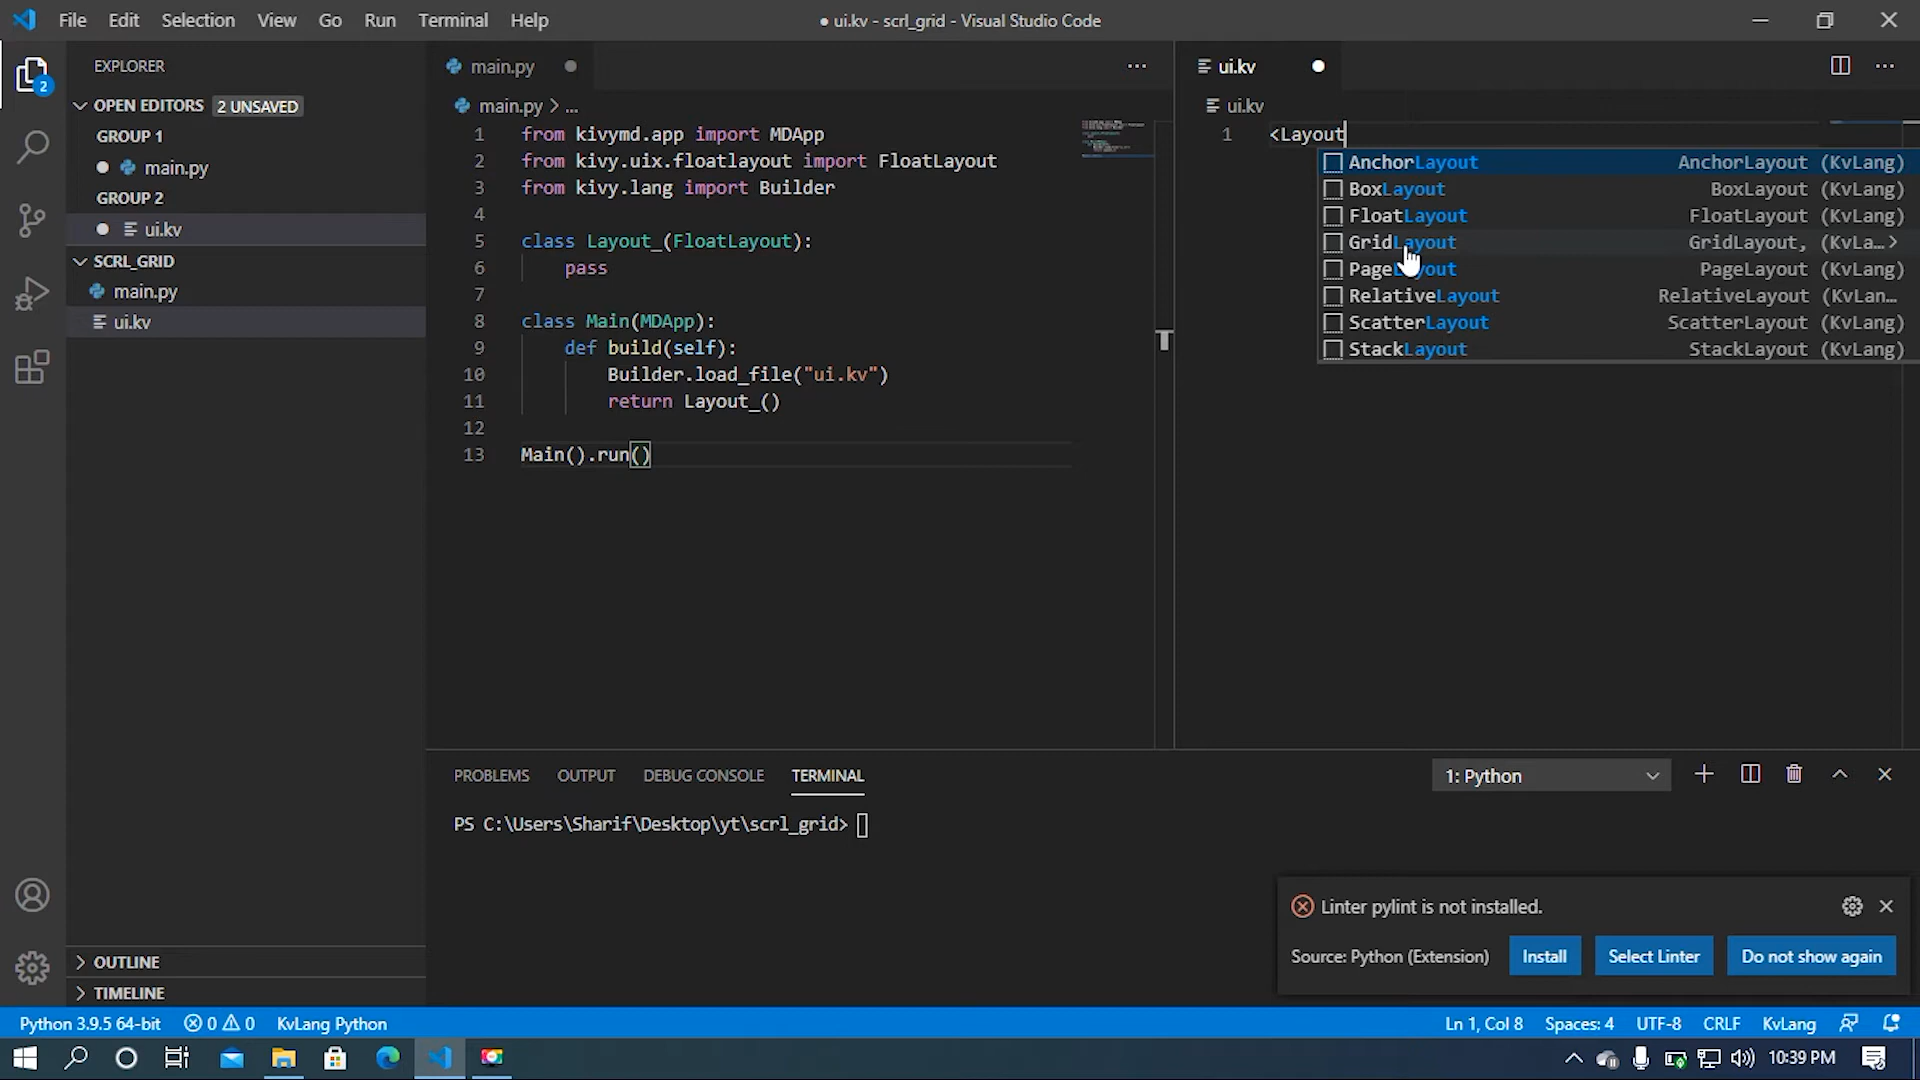 File Edit Selection View Go Run Terminal Help
● ui.kv - scrl_grid - Visual Studio Code
EXPLORER
2
OPEN EDITORS 2 UNSAVED
GROUP 1
main.py
GROUP 2
ui.kv
SCRL_GRID
main.py
ui.kv
OUTLINE
TIMELINE
main.py
main.py > ...
1 from kivymd.app import MDApp
2 from kivy.uix.floatlayout import FloatLayout
3 from kivy.lang import Builder
4
5 class Layout_(FloatLayout):
6 pass
7
8 class Main(MDApp):
9 def build(self):
10 Builder.load_file("ui.kv")
11 return Layout_()
12
13 Main().run()
ui.kv
ui.kv
1 <Layout
AnchorLayout AnchorLayout (KvLang)
BoxLayout BoxLayout (KvLang)
FloatLayout FloatLayout (KvLang)
GridLayout GridLayout, (KvLa…>
PageLayout PageLayout (KvLang)
RelativeLayout RelativeLayout (KvLan…
ScatterLayout ScatterLayout (KvLang)
StackLayout StackLayout (KvLang)
PROBLEMS OUTPUT DEBUG CONSOLE TERMINAL
1: Python
PS C:\Users\Sharif\Desktop\yt\scrl_grid>
Linter pylint is not installed.
Source: Python (Extension) Install Select Linter Do not show again
Python 3.9.5 64-bit 0 0 KvLang Python
Ln 1, Col 8 Spaces: 4 UTF-8 CRLF KvLang
10:39 PM